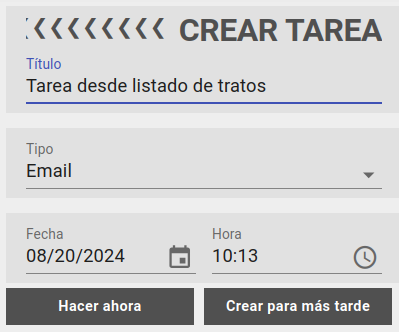 CREAR TAREA
Título
Tarea desde listado de tratos
Tipo
Email
Fecha Hora
08/20/2024 10:13
Hacer ahora Crear para más tarde